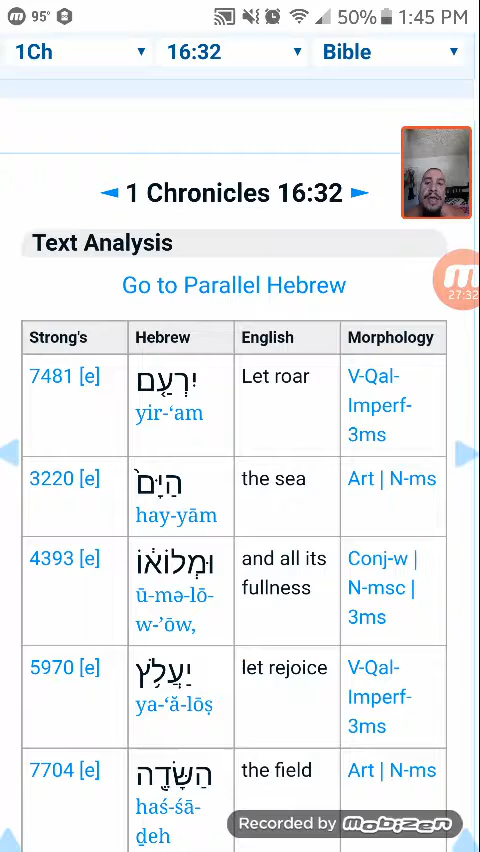 95° 50% 1:45 PM
1Ch 16:32 Bible
1 Chronicles 16:32
27:32
Text Analysis
Go to Parallel Hebrew
Strong's Hebrew English Morphology
7481 [e] יִרְעַ֤ם Let roar V-Qal-
yir-‘am Imperf-
3ms
3220 [e] הַיָּם֙ the sea Art | N-ms
hay-yām
4393 [e] וּמְלוֹא֔וֹ and all its Conj-w |
ū-mə-lō- fullness N-msc |
w-’ōw, 3ms
5970 [e] יַעֲלֹ֥ץ let rejoice V-Qal-
ya-‘ă-lōṣ Imperf-
3ms
7704 [e] הַשָּׂדֶ֖ה the field Art | N-ms
haś-śā-
ḏeh
Recorded by mobizen